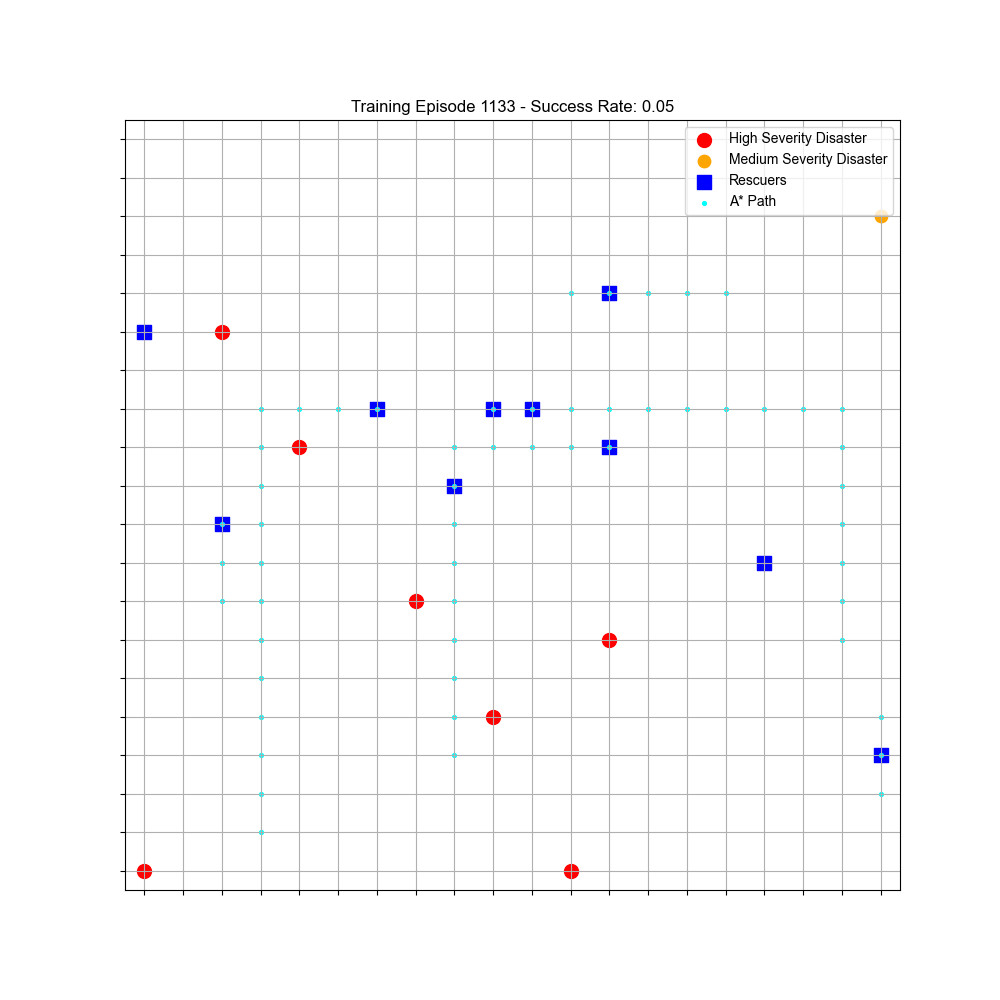 Training Episode 1133 - Success Rate: 0.05
High Severity Disaster
Medium Severity Disaster
Rescuers
A* Path